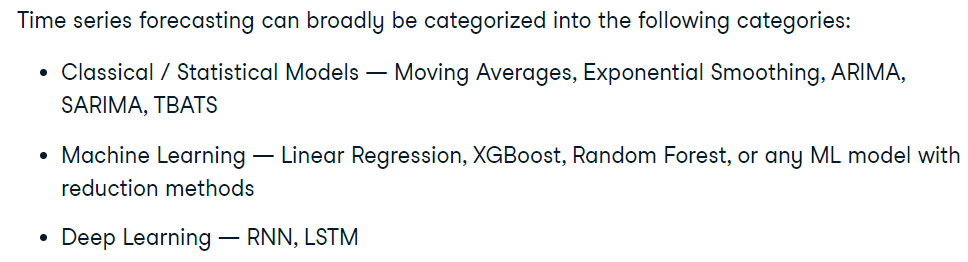 Time series forecasting can broadly be categorized into the following categories:
• Classical / Statistical Models — Moving Averages, Exponential Smoothing, ARIMA,
SARIMA, TBATS
• Machine Learning — Linear Regression, XGBoost, Random Forest, or any ML model with
reduction methods
• Deep Learning — RNN, LSTM